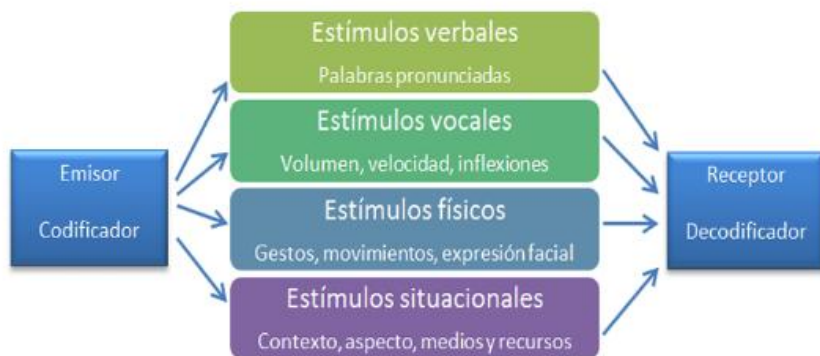 Emisor
Codificador
Estímulos verbales
Palabras pronunciadas
Estímulos vocales
Volumen, velocidad, inflexiones
Estímulos físicos
Gestos, movimientos, expresión facial
Estímulos situacionales
Contexto, aspecto, medios y recursos
Receptor
Decodificador